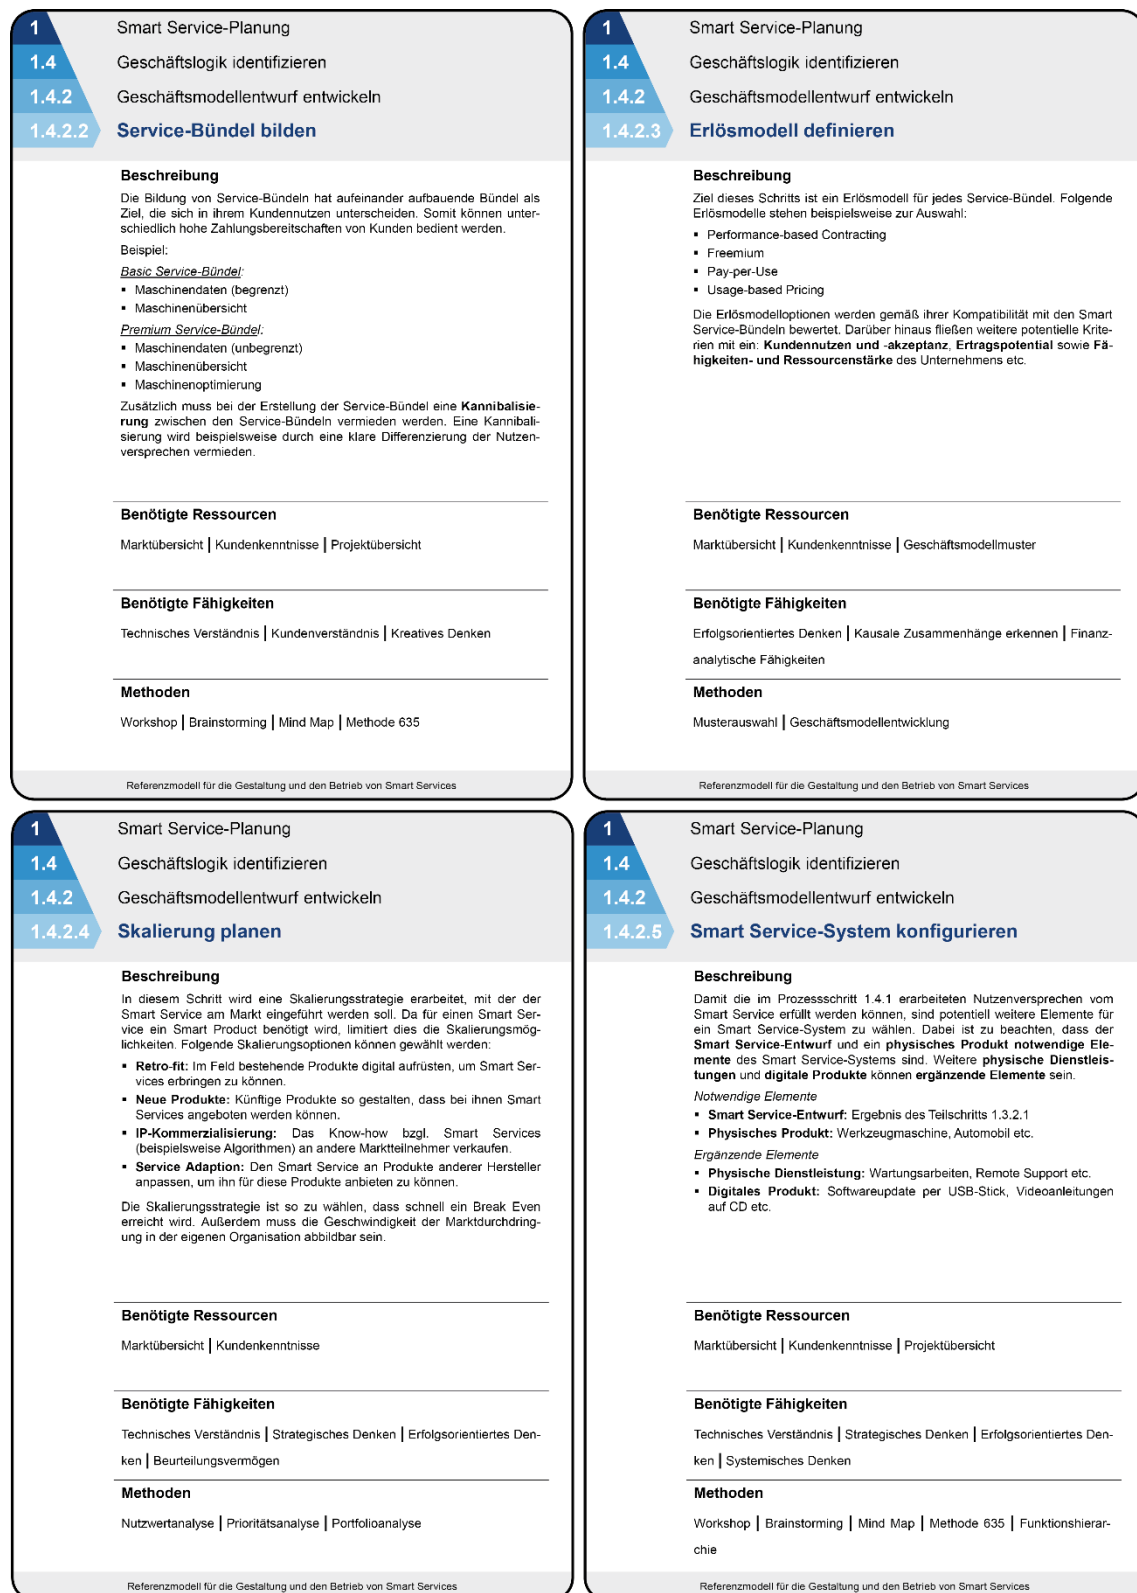 1 Smart Service-Planung
1.4 Geschäftslogik identifizieren
1.4.2 Geschäftsmodellentwurf entwickeln
1.4.2.2 Service-Bündel bilden
Beschreibung
Die Bildung von Service-Bündeln hat aufeinander aufbauende Bündel als
Ziel, die sich in ihrem Kundennutzen unterscheiden. Somit können unter-
schiedlich hohe Zahlungsbereitschaften von Kunden bedient werden.
Beispiel:
Basic Service-Bündel:
▪ Maschinendaten (begrenzt)
▪ Maschinenübersicht
Premium Service-Bündel:
▪ Maschinendaten (unbegrenzt)
▪ Maschinenübersicht
▪ Maschinenoptimierung
Zusätzlich muss bei der Erstellung der Service-Bündel eine Kannibalisie-
rung zwischen den Service-Bündeln vermieden werden. Eine Kannibali-
sierung wird beispielsweise durch eine klare Differenzierung der Nutzen-
versprechen vermieden.
Benötigte Ressourcen
Marktübersicht | Kundenkenntnisse | Projektübersicht
Benötigte Fähigkeiten
Technisches Verständnis | Kundenverständnis | Kreatives Denken
Methoden
Workshop | Brainstorming | Mind Map | Methode 635
Referenzmodell für die Gestaltung und den Betrieb von Smart Services
1 Smart Service-Planung
1.4 Geschäftslogik identifizieren
1.4.2 Geschäftsmodellentwurf entwickeln
1.4.2.3 Erlösmodell definieren
Beschreibung
Ziel dieses Schritts ist ein Erlösmodell für jedes Service-Bündel. Folgende
Erlösmodelle stehen beispielsweise zur Auswahl:
▪ Performance-based Contracting
▪ Freemium
▪ Pay-per-Use
▪ Usage-based Pricing
Die Erlösmodelloptionen werden gemäß ihrer Kompatibilität mit den Smart
Service-Bündeln bewertet. Darüber hinaus fließen weitere potentielle Krite-
rien mit ein: Kundennutzen und -akzeptanz, Ertragspotential sowie Fä-
higkeiten- und Ressourcenstärke des Unternehmens etc.
Benötigte Ressourcen
Marktübersicht | Kundenkenntnisse | Geschäftsmodellmuster
Benötigte Fähigkeiten
Erfolgsorientiertes Denken | Kausale Zusammenhänge erkennen | Finanz-
analytische Fähigkeiten
Methoden
Musterauswahl | Geschäftsmodellentwicklung
Referenzmodell für die Gestaltung und den Betrieb von Smart Services
1 Smart Service-Planung
1.4 Geschäftslogik identifizieren
1.4.2 Geschäftsmodellentwurf entwickeln
1.4.2.4 Skalierung planen
Beschreibung
In diesem Schritt wird eine Skalierungsstrategie erarbeitet, mit der der
Smart Service am Markt eingeführt werden soll. Da für einen Smart Ser-
vice ein Smart Product benötigt wird, limitiert dies die Skalierungsmög-
lichkeiten. Folgende Skalierungsoptionen können gewählt werden:
▪ Retro-fit: Im Feld bestehende Produkte digital aufrüsten, um Smart Ser-
vices erbringen zu können.
▪ Neue Produkte: Künftige Produkte so gestalten, dass bei ihnen Smart
Services angeboten werden können.
▪ IP-Kommerzialisierung: Das Know-how bzgl. Smart Services
(beispielsweise Algorithmen) an andere Marktteilnehmer verkaufen.
▪ Service Adaption: Den Smart Service an Produkte anderer Hersteller
anpassen, um ihn für diese Produkte anbieten zu können.
Die Skalierungsstrategie ist so zu wählen, dass schnell ein Break Even
erreicht wird. Außerdem muss die Geschwindigkeit der Marktdurchdring-
ung in der eigenen Organisation abbildbar sein.
Benötigte Ressourcen
Marktübersicht | Kundenkenntnisse
Benötigte Fähigkeiten
Technisches Verständnis | Strategisches Denken | Erfolgsorientiertes Den-
ken | Beurteilungsvermögen
Methoden
Nutzwertanalyse | Prioritätsanalyse | Portfolioanalyse
Referenzmodell für die Gestaltung und den Betrieb von Smart Services
1 Smart Service-Planung
1.4 Geschäftslogik identifizieren
1.4.2 Geschäftsmodellentwurf entwickeln
1.4.2.5 Smart Service-System konfigurieren
Beschreibung
Damit die im Prozessschritt 1.4.1 erarbeiteten Nutzenversprechen vom
Smart Service erfüllt werden können, sind potentiell weitere Elemente für
ein Smart Service-System zu wählen. Dabei ist zu beachten, dass der
Smart Service-Entwurf und ein physisches Produkt notwendige Ele-
mente des Smart Service-Systems sind. Weitere physische Dienstleis-
tungen und digitale Produkte können ergänzende Elemente sein.
Notwendige Elemente
▪ Smart Service-Entwurf: Ergebnis des Teilschritts 1.3.2.1
▪ Physisches Produkt: Werkzeugmaschine, Automobil etc.
Ergänzende Elemente
▪ Physische Dienstleistung: Wartungsarbeiten, Remote Support etc.
▪ Digitales Produkt: Softwareupdate per USB-Stick, Videoanleitungen
auf CD etc.
Benötigte Ressourcen
Marktübersicht | Kundenkenntnisse | Projektübersicht
Benötigte Fähigkeiten
Technisches Verständnis | Strategisches Denken | Erfolgsorientiertes Den-
ken | Systemisches Denken
Methoden
Workshop | Brainstorming | Mind Map | Methode 635 | Funktionshierar-
chie
Referenzmodell für die Gestaltung und den Betrieb von Smart Services